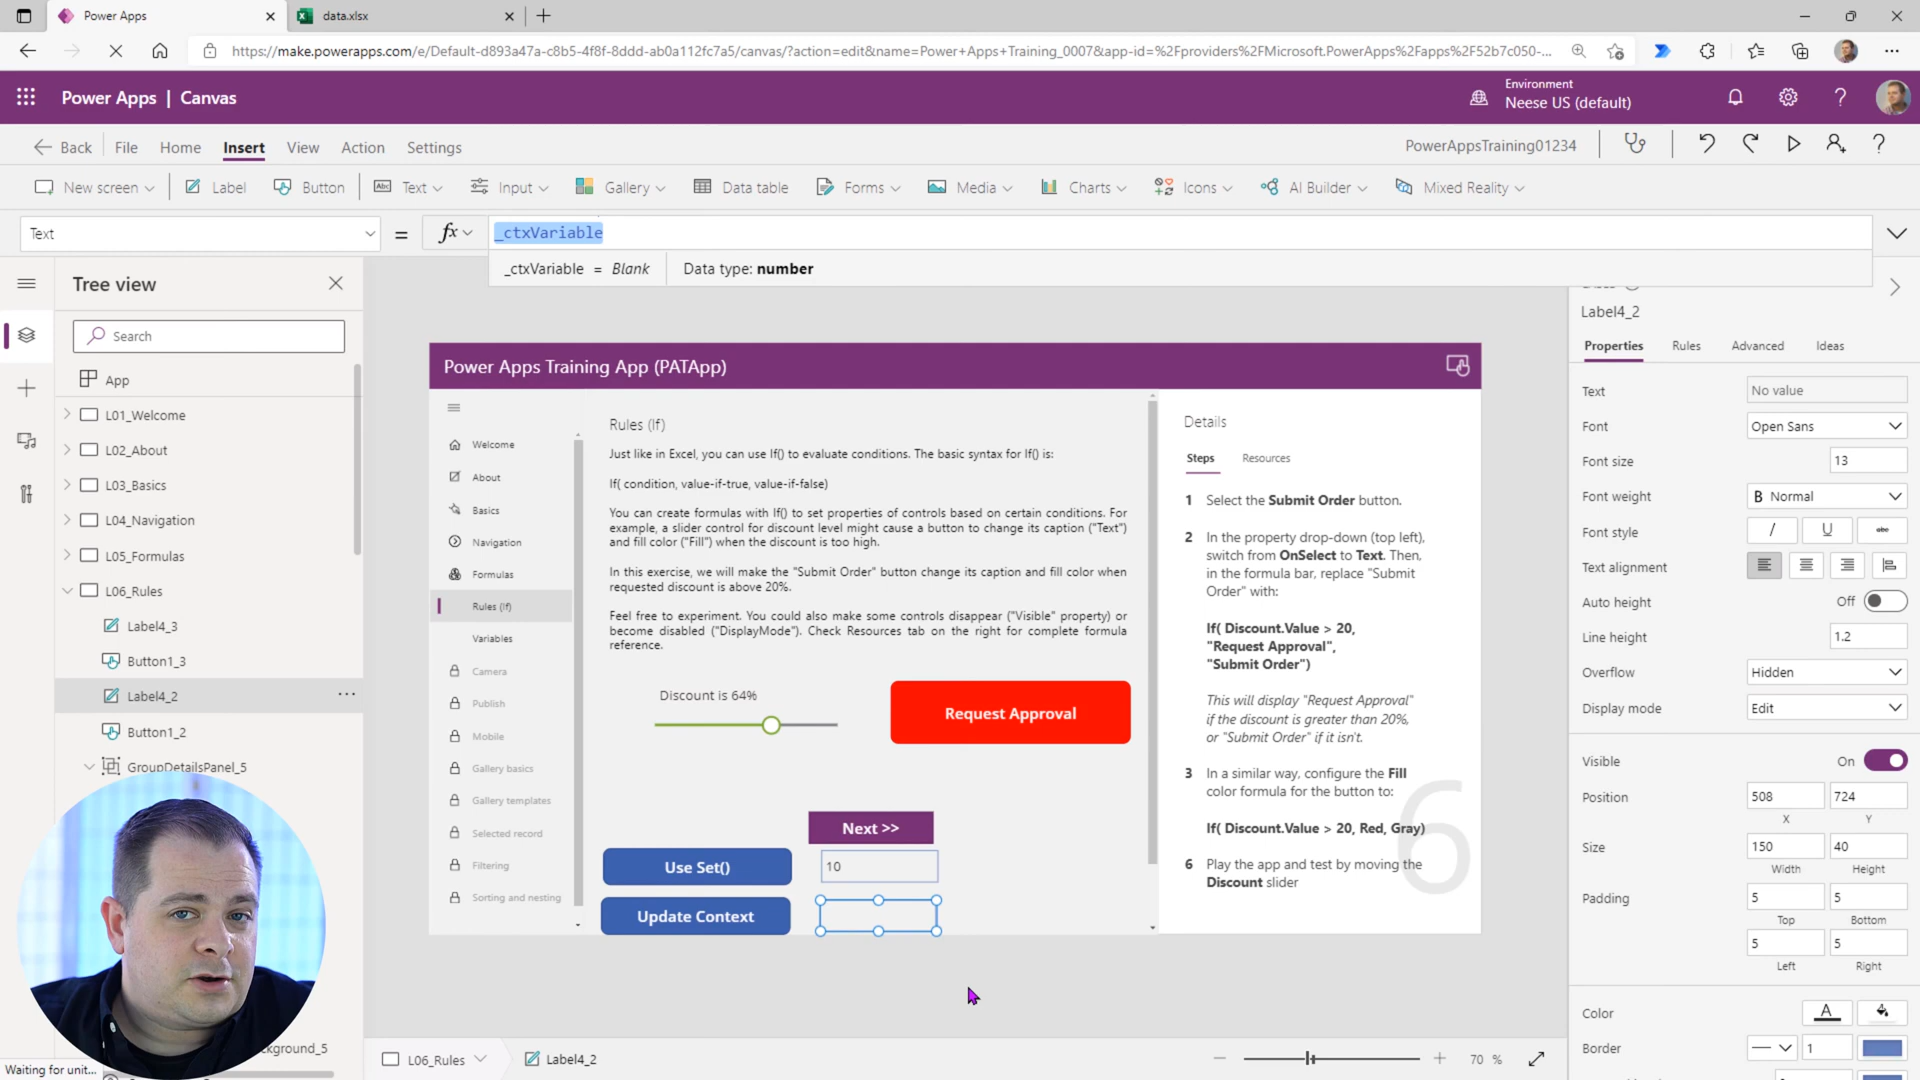 Power Apps
data.xlsx
https://make.powerapps.com/e/Default-d893a47a-c8b5-4f8f-8ddd-ab0a112fc7a5/canvas/?action=edit&name=Power+Apps+Training_0007&app-id=%2Fproviders%2FMicrosoft.PowerApps%2Fapps%2F52b7c050-...
Power Apps | Canvas
Environment
Neese US (default)
Back
File
Home
Insert
View
Action
Settings
PowerAppsTraining01234
New screen
Label
Button
Text
Input
Gallery
Data table
Forms
Media
Charts
Icons
AI Builder
Mixed Reality
Text
=
fx
_ctxVariable
_ctxVariable = Blank
Data type: number
Tree view
Search
App
L01_Welcome
L02_About
L03_Basics
L04_Navigation
L05_Formulas
L06_Rules
Label4_3
Button1_3
Label4_2
Button1_2
GroupDetailsPanel_5
ckground_5
Waiting for unit...
Power Apps Training App (PATApp)
Welcome
About
Basics
Navigation
Formulas
Rules (If)
Variables
Camera
Publish
Mobile
Gallery basics
Gallery templates
Selected record
Filtering
Sorting and nesting
Rules (If)
Just like in Excel, you can use If() to evaluate conditions. The basic syntax for If() is:
If( condition, value-if-true, value-if-false)
You can create formulas with If() to set properties of controls based on certain conditions. For
example, a slider control for discount level might cause a button to change its caption ("Text")
and fill color ("Fill") when the discount is too high.
In this exercise, we will make the "Submit Order" button change its caption and fill color when
requested discount is above 20%.
Feel free to experiment. You could also make some controls disappear ("Visible" property) or
become disabled ("DisplayMode"). Check Resources tab on the right for complete formula
reference.
Discount is 64%
Request Approval
Next >>
Use Set()
10
Update Context
Details
Steps
Resources
1 Select the Submit Order button.
2 In the property drop-down (top left),
switch from OnSelect to Text. Then,
in the formula bar, replace "Submit
Order" with:
If( Discount.Value > 20,
"Request Approval",
"Submit Order")
This will display "Request Approval"
if the discount is greater than 20%,
or "Submit Order" if it isn't.
3 In a similar way, configure the Fill
color formula for the button to:
If( Discount.Value > 20, Red, Gray)
6 Play the app and test by moving the
Discount slider
6
L06_Rules
Label4_2
70 %
Label4_2
Properties
Rules
Advanced
Ideas
Text
No value
Font
Open Sans
Font size
13
Font weight
B Normal
Font style
/
U
abc
Text alignment
Auto height
Off
Line height
1.2
Overflow
Hidden
Display mode
Edit
Visible
On
Position
508
724
X
Y
Size
150
40
Width
Height
Padding
5
5
Top
Bottom
5
5
Left
Right
Color
A
Border
1